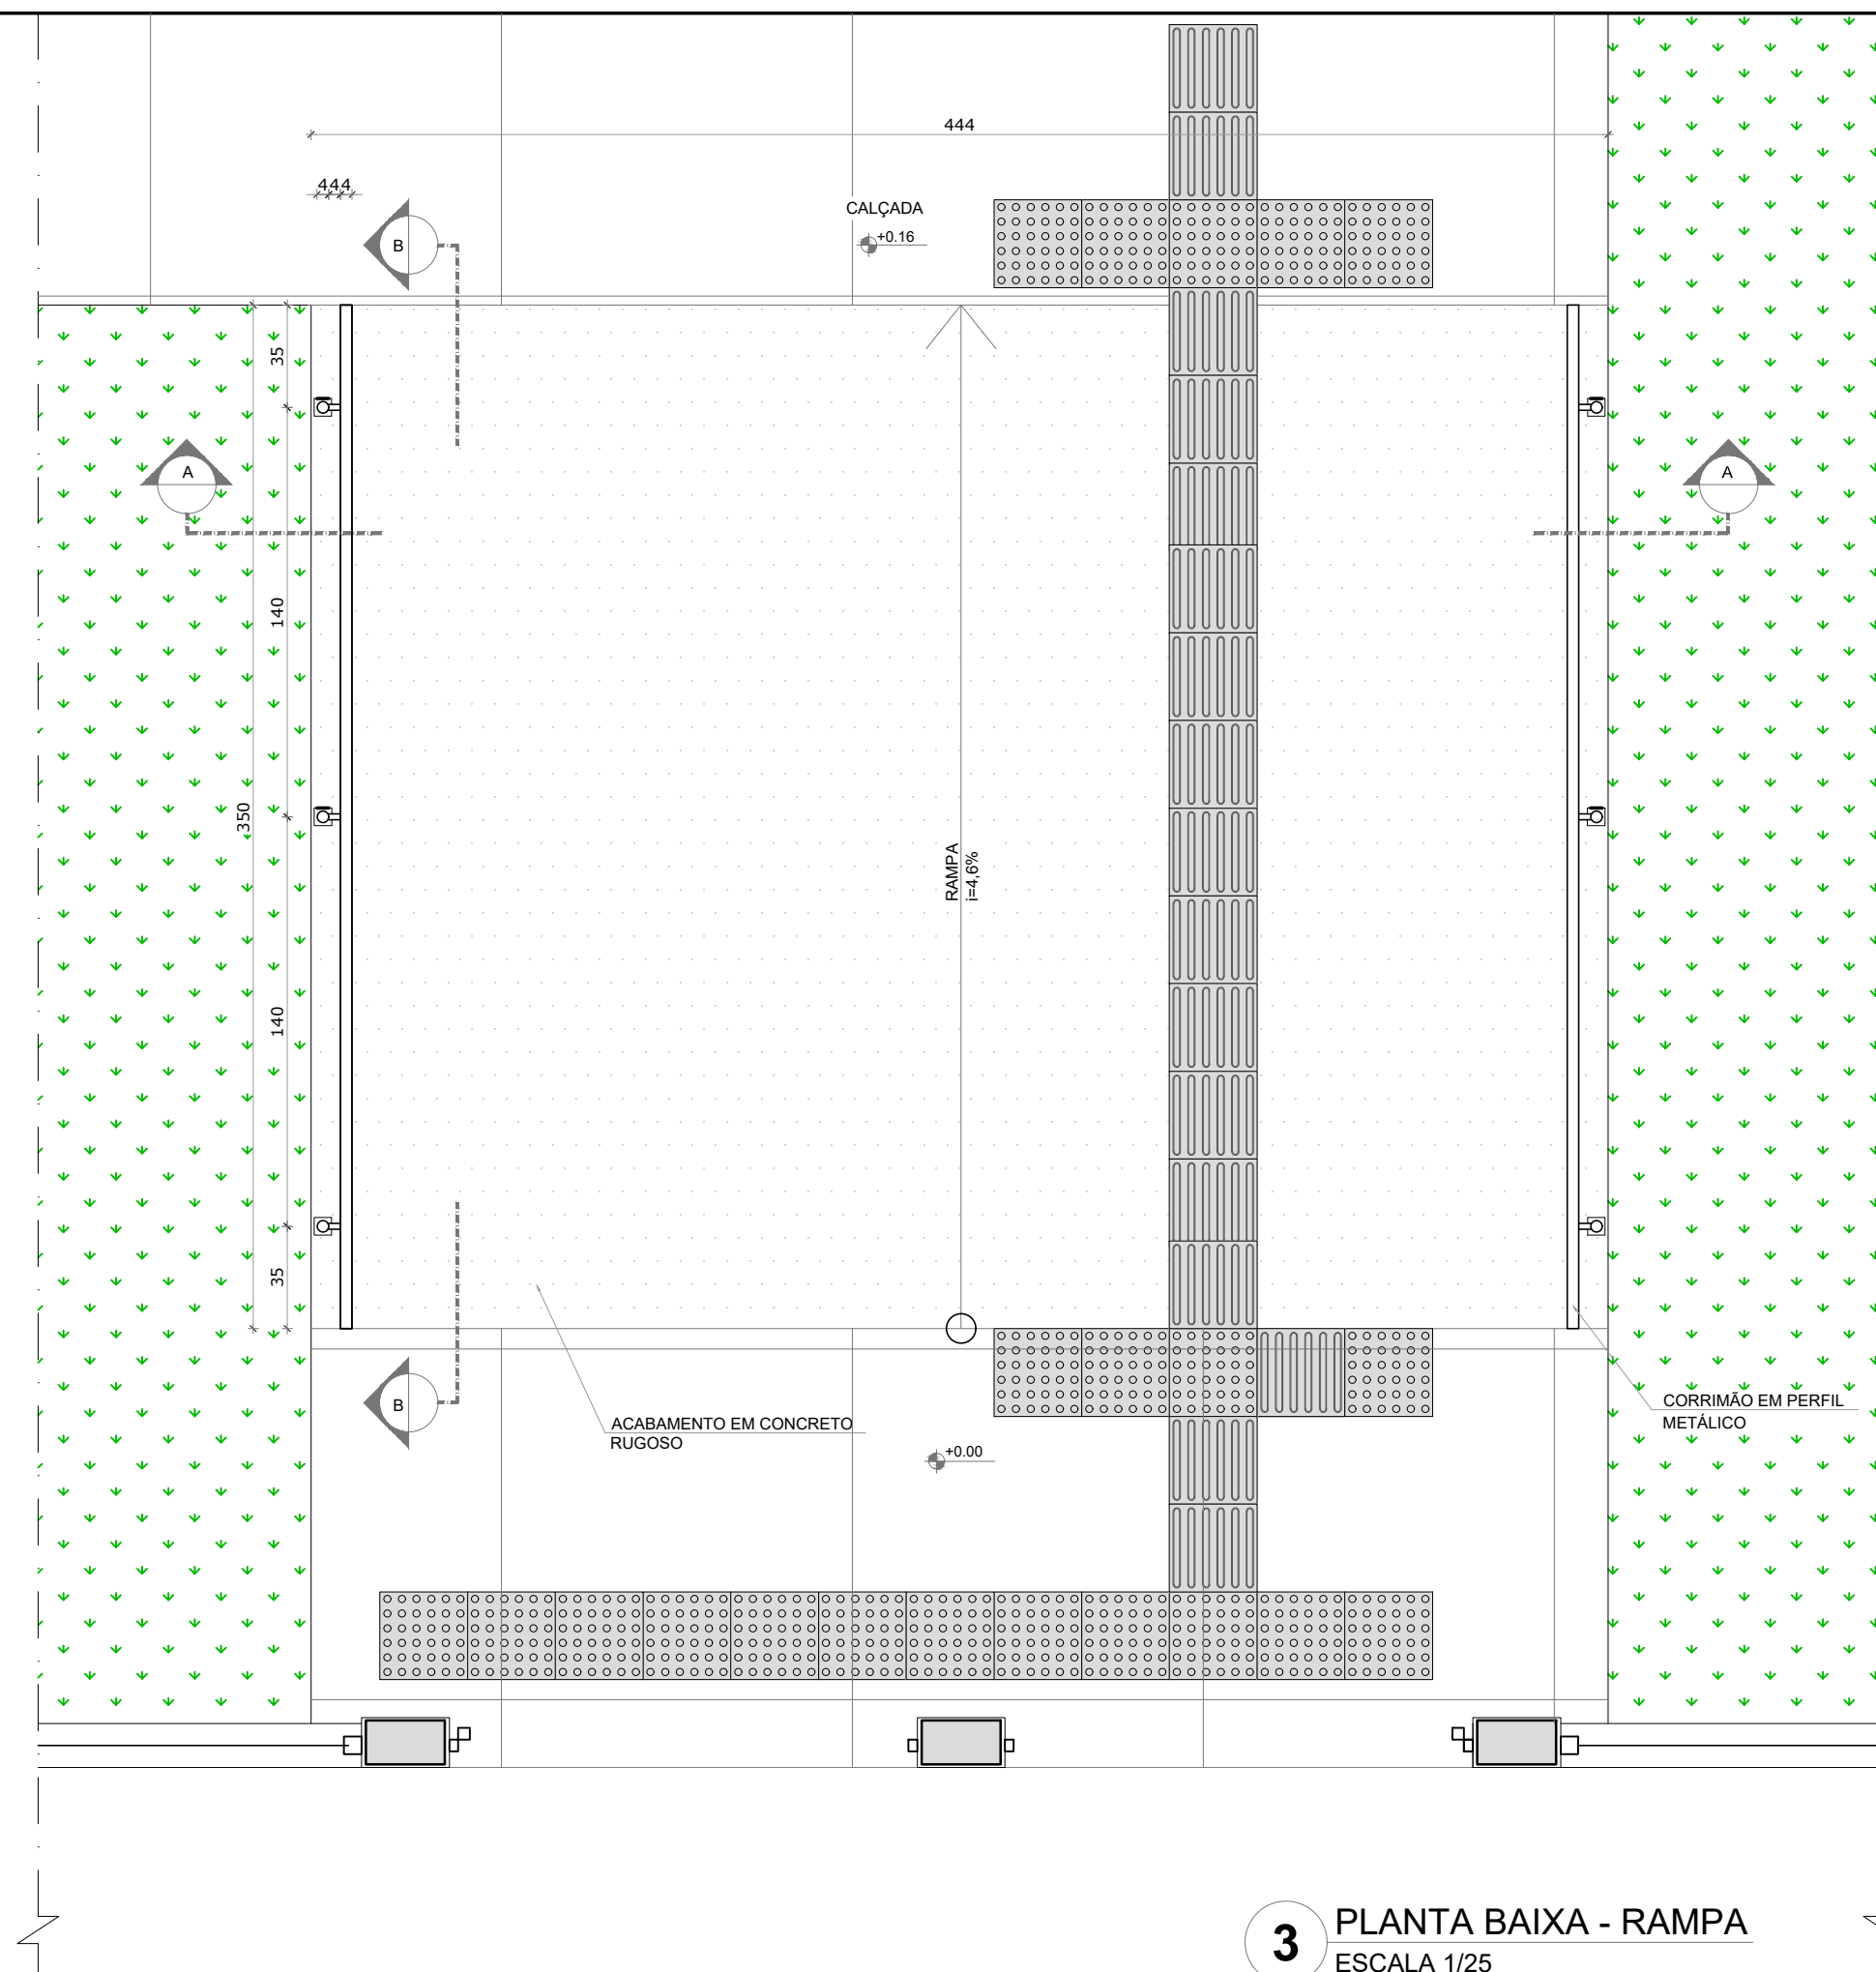 444
444
CALÇADA
+0.16
B
35
A
A
140
350
RAMPA
i=4,6%
140
35
B
ACABAMENTO EM CONCRETO
RUGOSO
+0.00
CORRIMÃO EM PERFIL
METÁLICO
3
PLANTA BAIXA - RAMPA
ESCALA 1/25